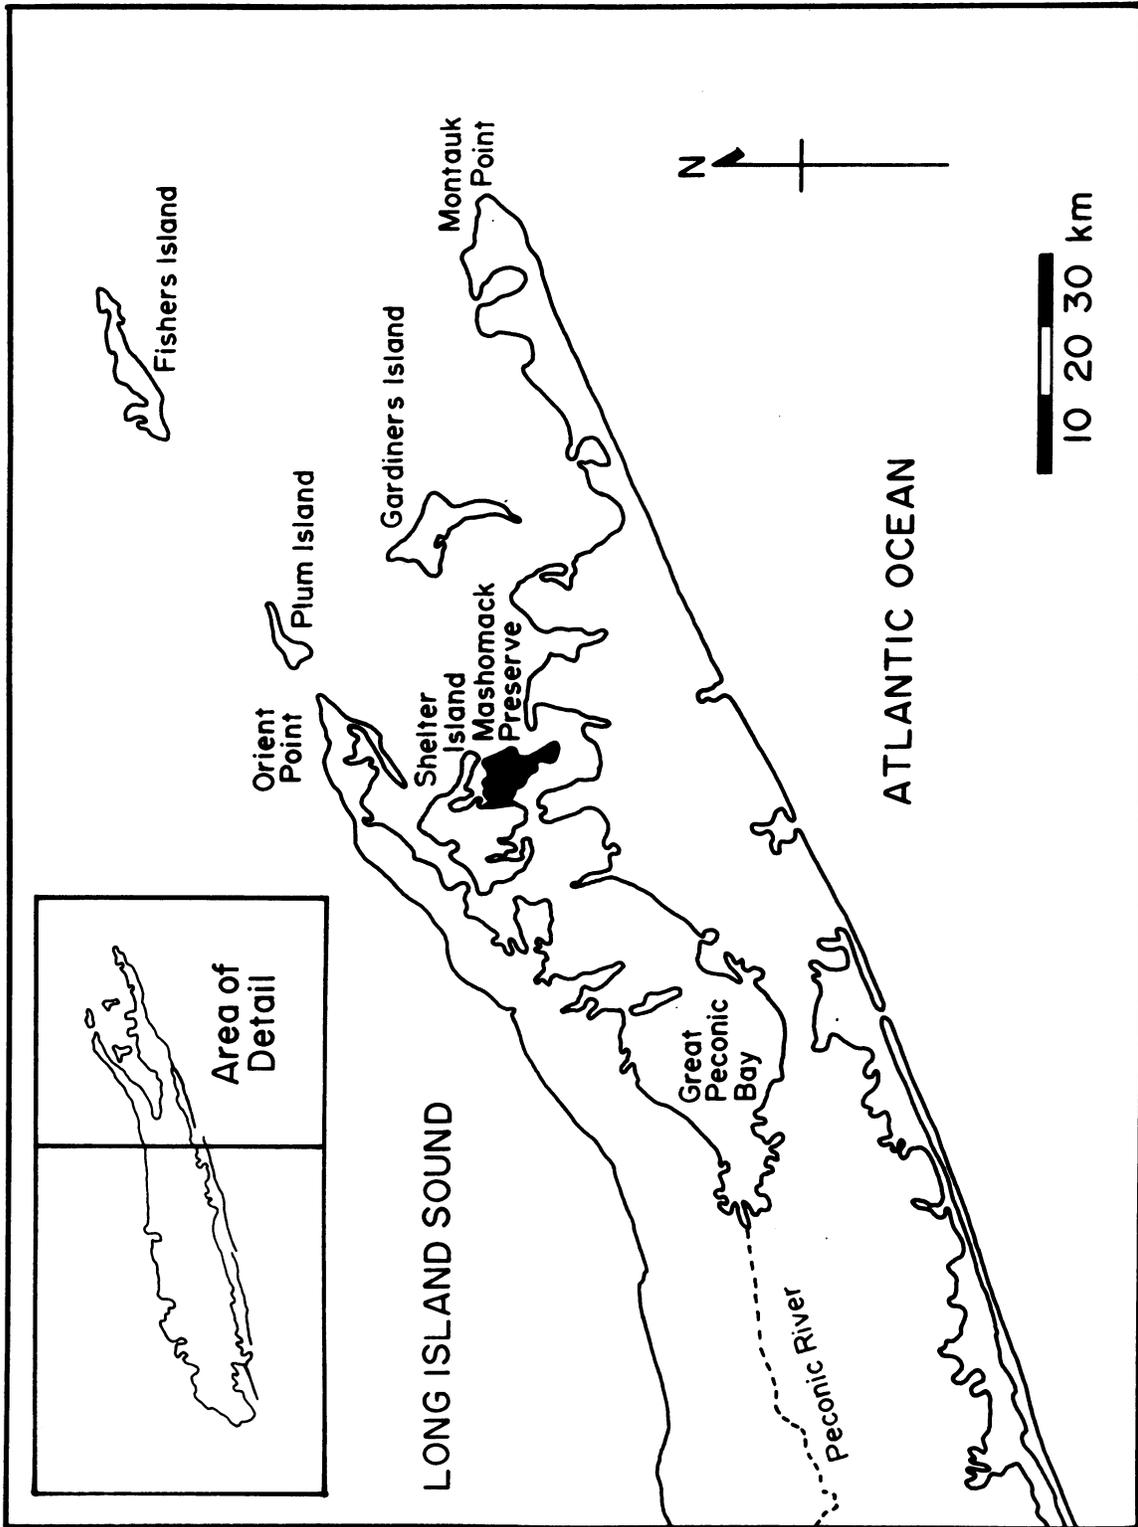 Area of
Detail
Fishers Island
Orient
Point
Plum Island
Gardiners Island
Montauk
Point
Shelter
Island
Mashomack
Preserve
LONG ISLAND SOUND
Great
Peconic
Bay
Peconic River
N
ATLANTIC OCEAN
10 20 30 km